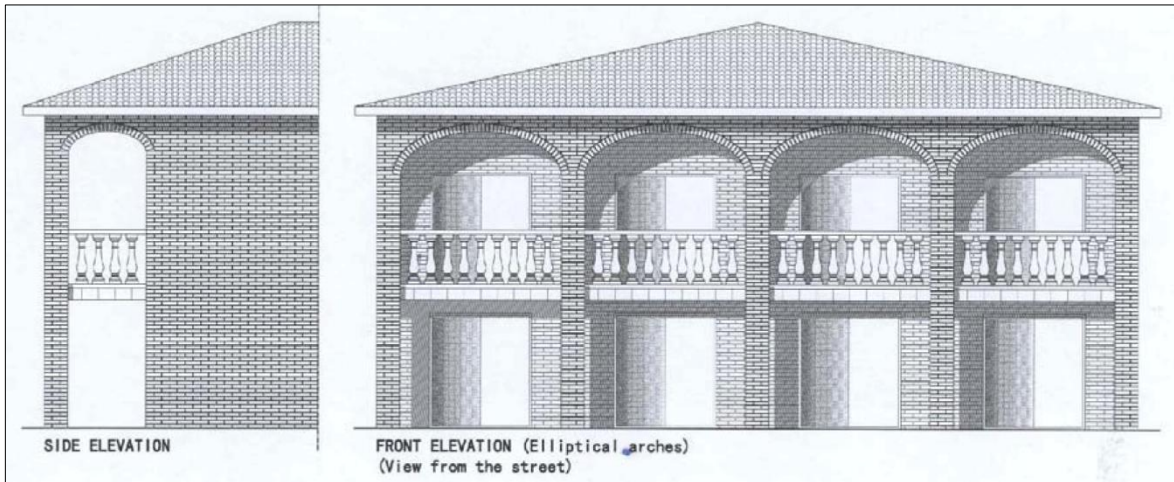 SIDE ELEVATION
FRONT ELEVATION (Elliptical arches)
(View from the street)